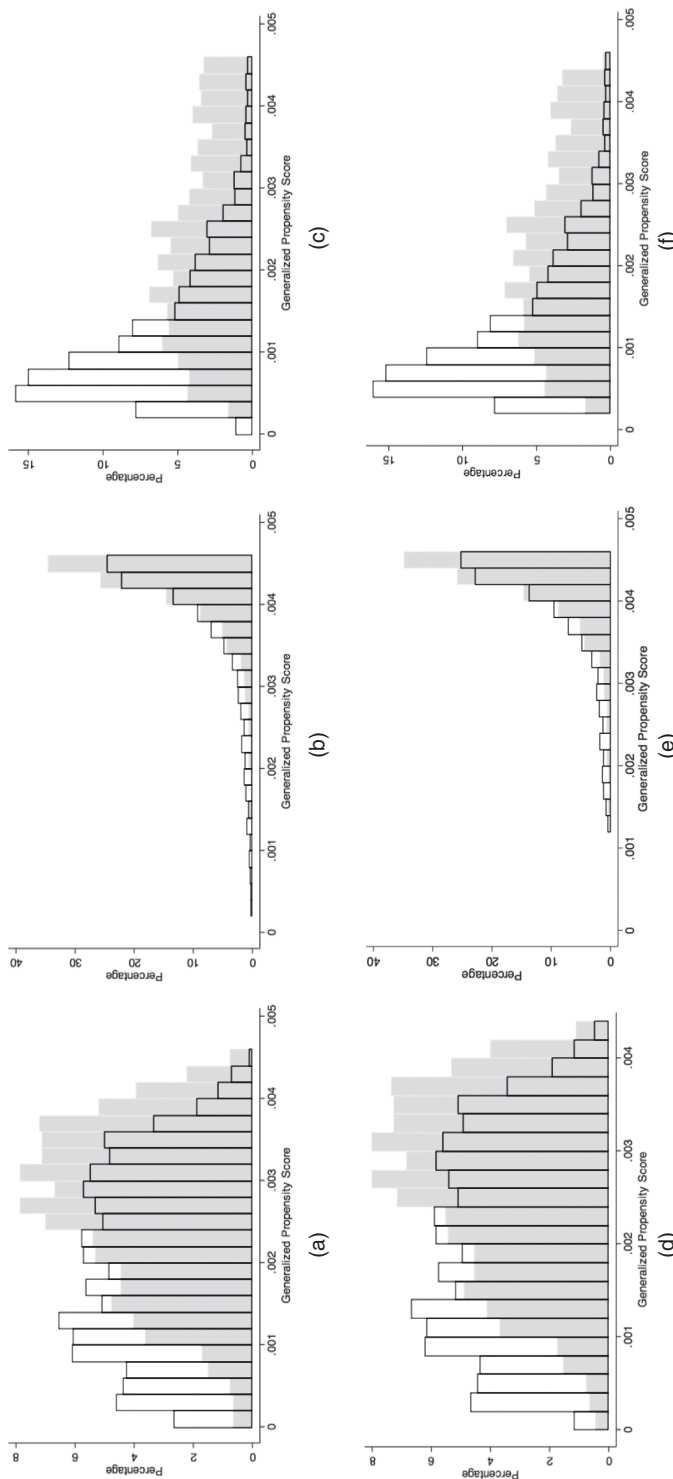 Percentage
8
6
4
2
0
0 .001 .002 .003 .004 .005
Generalized Propensity Score
(a)
Percentage
40
30
20
10
0
0 .001 .002 .003 .004 .005
Generalized Propensity Score
(b)
Percentage
15
10
5
0
0 .001 .002 .003 .004 .005
Generalized Propensity Score
(c)
Percentage
8
6
4
2
0
0 .001 .002 .003 .004
Generalized Propensity Score
(d)
Percentage
40
30
20
10
0
0 .001 .002 .003 .004 .005
Generalized Propensity Score
(e)
Percentage
15
10
5
0
0 .001 .002 .003 .004 .005
Generalized Propensity Score
(f)